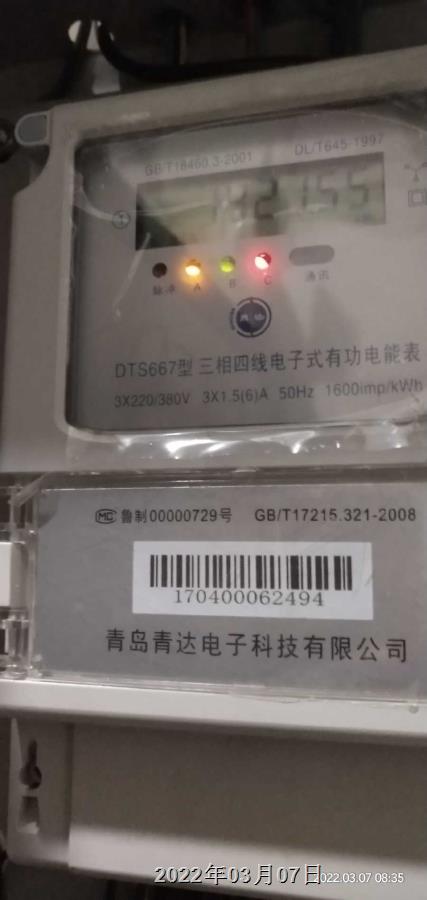 GB/T18460.3-2001 DL/T645-1997
脉冲 A B C 通讯
DTS667型 三相四线电子式有功电能表
3X220/380V 3X1.5(6)A 50Hz 1600imp/kWh
MC 鲁制00000729号 GB/T17215.321-2008
170400062494
青岛青达电子科技有限公司
2022年03月07日
2022.03.07 08:35